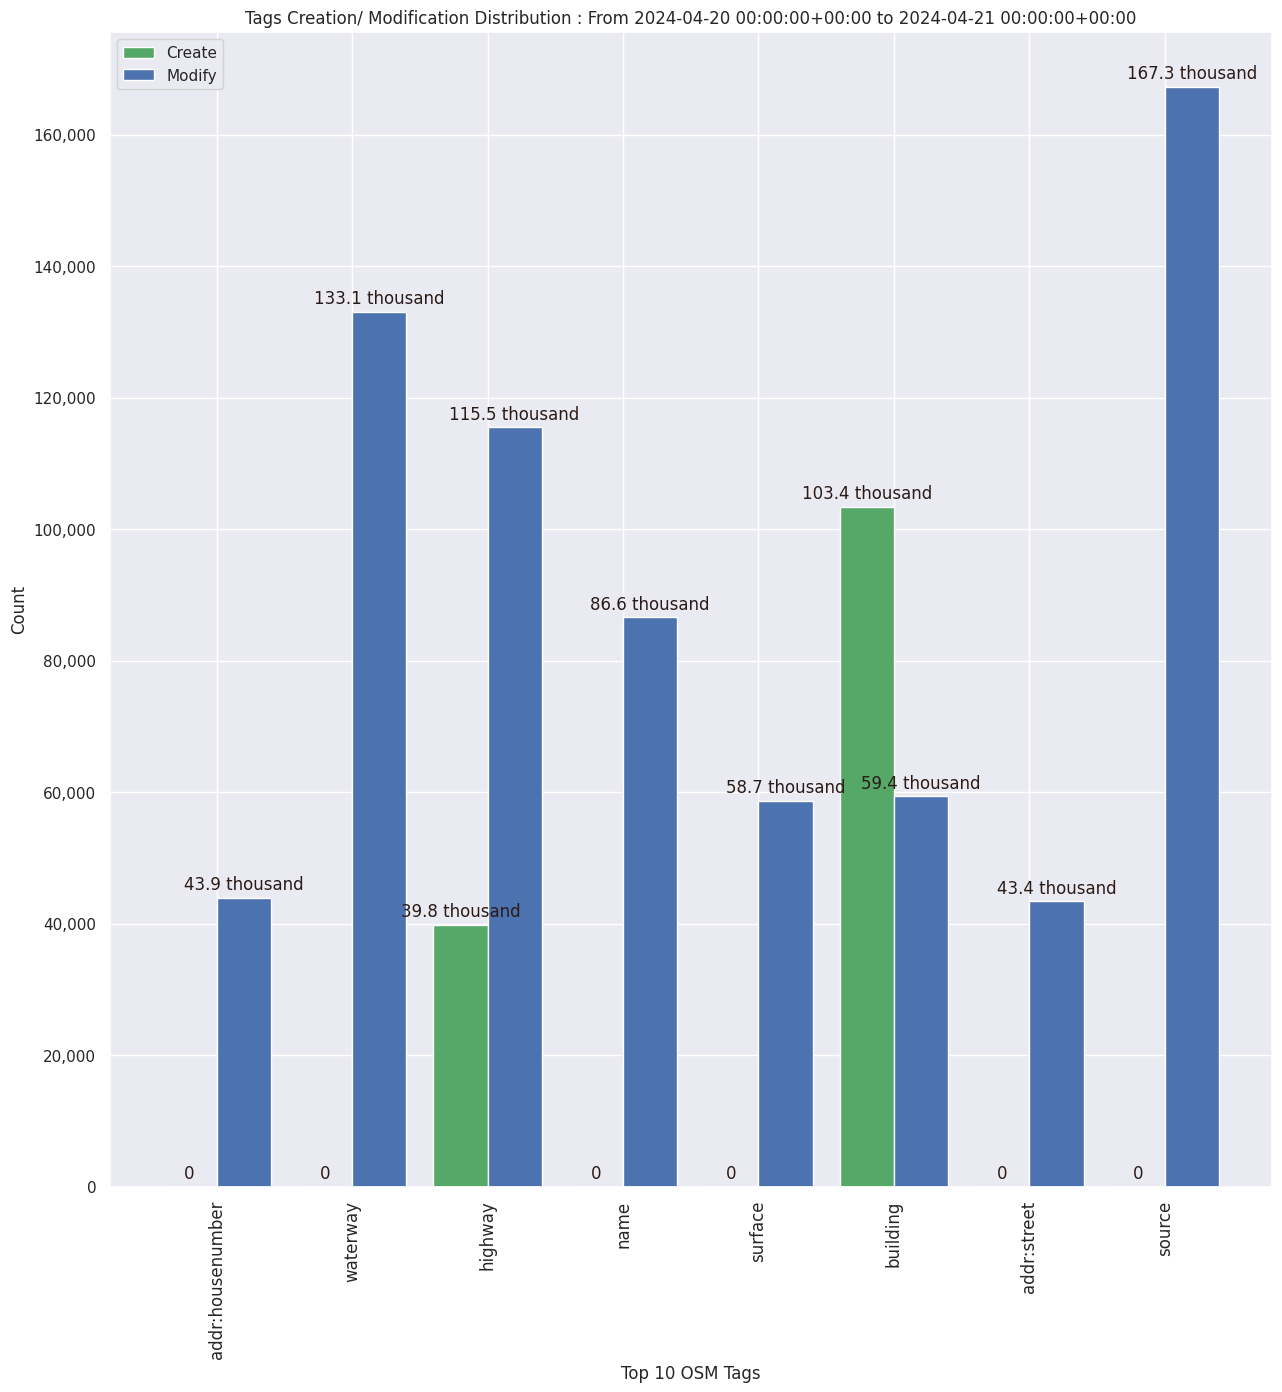 Tags Creation/ Modification Distribution : From 2024-04-20 00:00:00+00:00 to 2024-04-21 00:00:00+00:00
Create
Modify
167.3 thousand
160,000
140,000
133.1 thousand
120,000
115.5 thousand
103.4 thousand
100,000
86.6 thousand
80,000
60,000
58.7 thousand
59.4 thousand
43.9 thousand
43.4 thousand
40,000
39.8 thousand
20,000
0
0
0
0
0
0
0
Count
addr:housenumber
waterway
highway
name
surface
building
addr:street
source
Top 10 OSM Tags